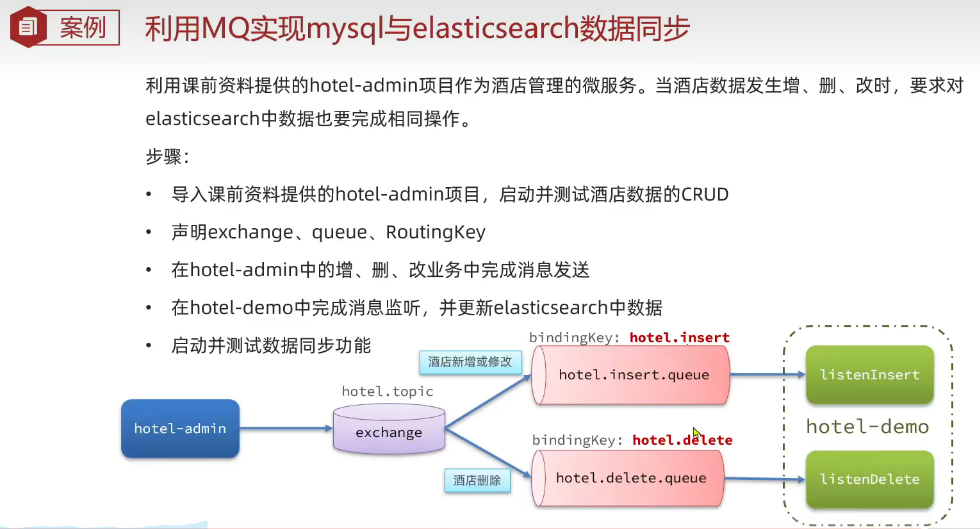 案例
利用MQ实现mysql与elasticsearch数据同步
利用课前资料提供的hotel-admin项目作为酒店管理的微服务。当酒店数据发生增、删、改时，要求对
elasticsearch中数据也要完成相同操作。
步骤：
• 导入课前资料提供的hotel-admin项目，启动并测试酒店数据的CRUD
• 声明exchange、queue、RoutingKey
• 在hotel-admin中的增、删、改业务中完成消息发送
• 在hotel-demo中完成消息监听，并更新elasticsearch中数据
• 启动并测试数据同步功能
bindingKey: hotel.insert
酒店新增或修改
hotel.insert.queue
listenInsert
hotel.topic
hotel-admin
exchange
hotel-demo
bindingKey: hotel.delete
酒店删除
hotel.delete.queue
listenDelete